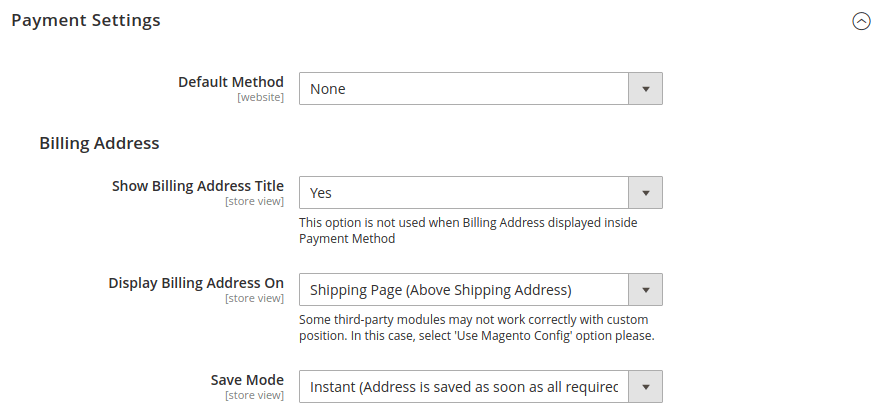 Payment Settings
Default Method
[website]
None
Billing Address
Show Billing Address Title
[store view]
Yes
This option is not used when Billing Address displayed inside
Payment Method
Display Billing Address On
[store view]
Shipping Page (Above Shipping Address)
Some third-party modules may not work correctly with custom
position. In this case, select 'Use Magento Config' option please.
Save Mode
[store view]
Instant (Address is saved as soon as all required